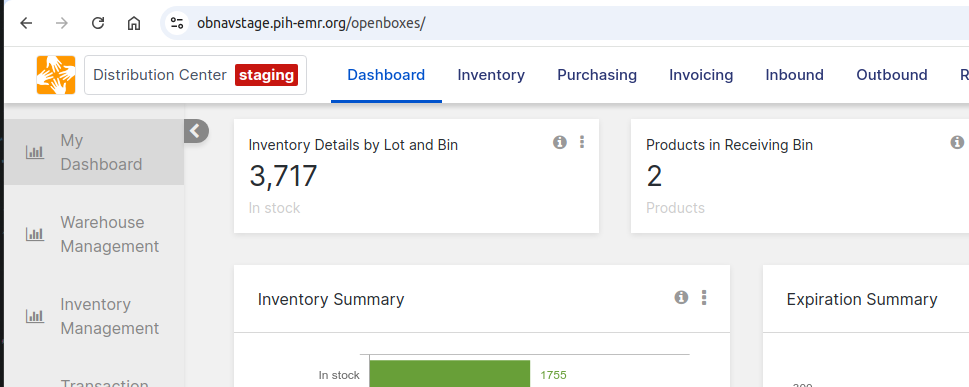 obnavstage.pih-emr.org/openboxes/
Distribution Center staging Dashboard Inventory Purchasing Invoicing Inbound Outbound R
My
Dashboard
Warehouse
Management
Inventory
Management
Transaction
Inventory Details by Lot and Bin
3,717
In stock
Products in Receiving Bin
2
Products
Inventory Summary
In stock 1755
Expiration Summary
300